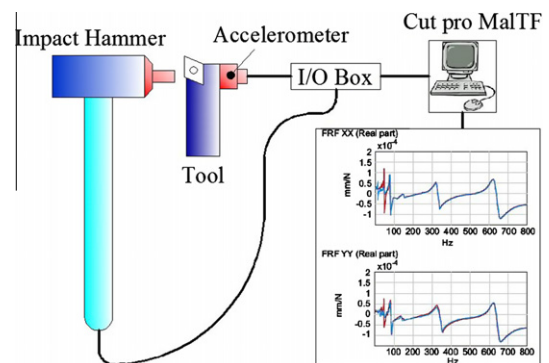 Cut pro MalTF
Impact Hammer
Accelerometer
I/O Box
Tool
FRF XX (Real part)
x10-4
2
1.5
1
0.5
0
-0.5
-1
mm/N
100 200 300 400 500 600 700 800
Hz
FRF YY (Real part)
x10-4
2
1.5
1
0.5
0
-0.5
-1
mm/N
100 200 300 400 500 600 700 800
Hz